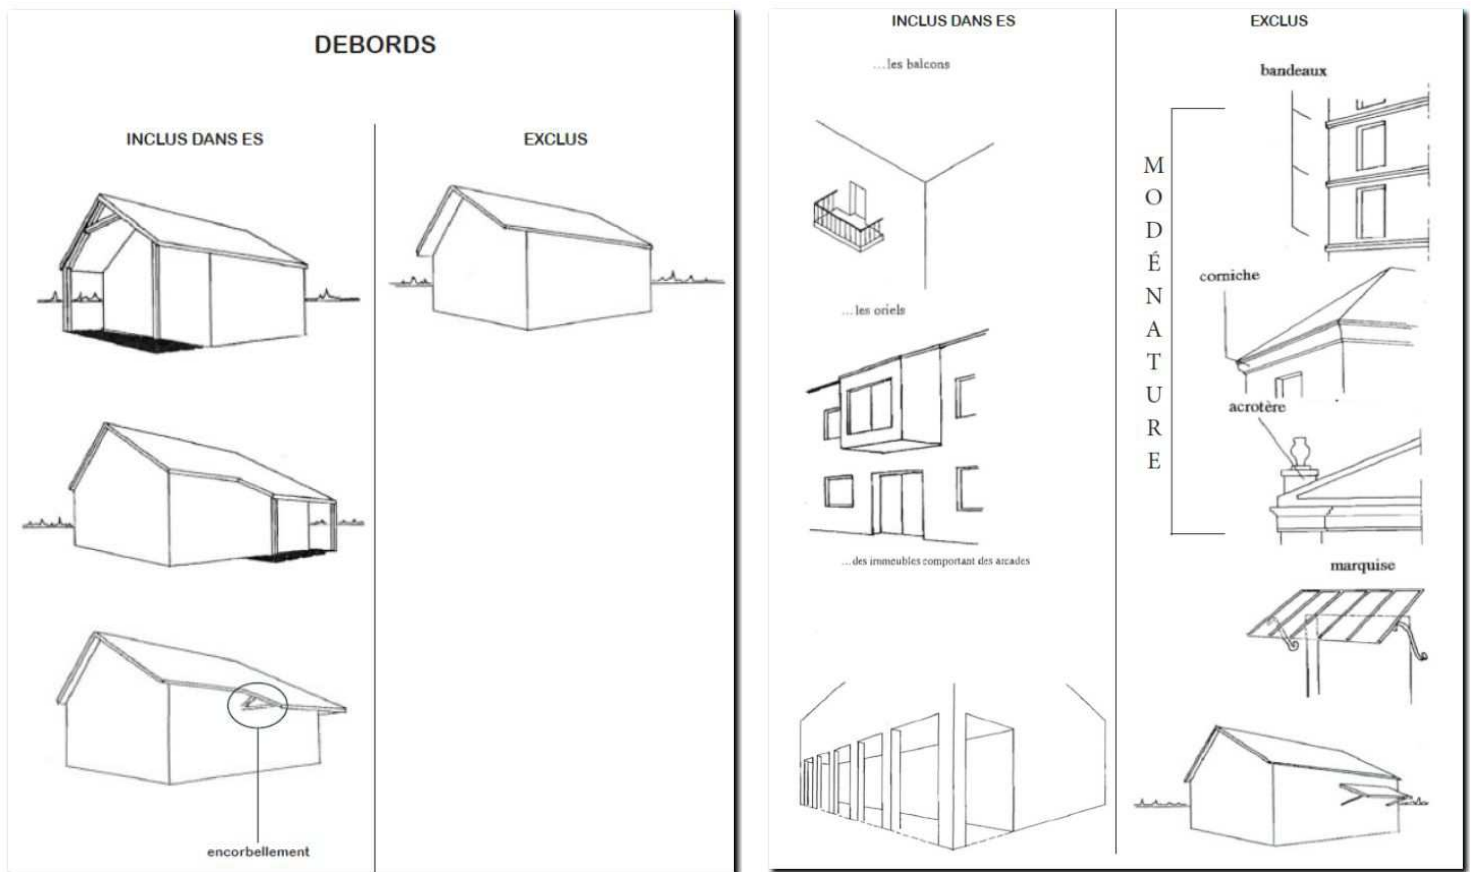 DEBORDS
INCLUS DANS ES
EXCLUS
encorbellement
INCLUS DANS ES
EXCLUS
...les balcons
...les oriels
...des immeubles comportant des arcades
MODÉNATURE
bandeaux
corniche
acrotère
marquise